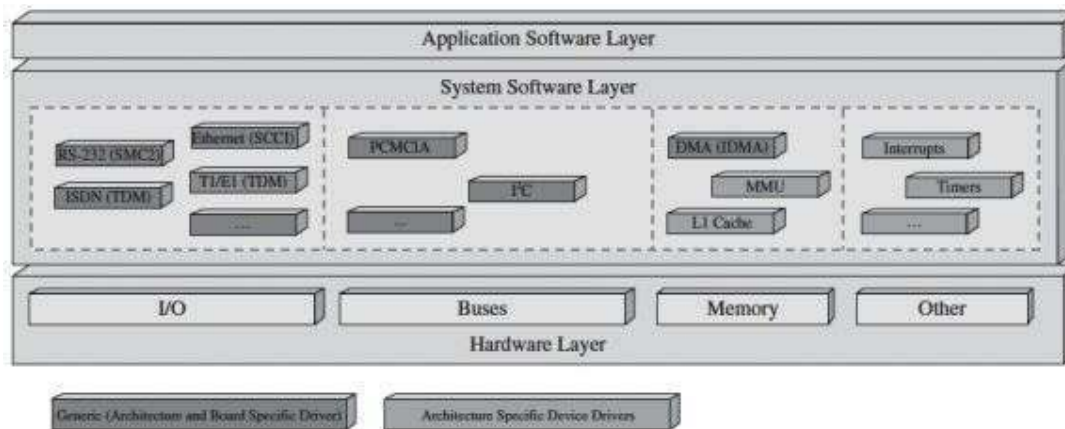 Application Software Layer
System Software Layer
Ethernet (SCCI)
RS-232 (SMC2)
T1/E1 (TDM)
ISDN (TDM)
...
PCMCIA
I²C
...
DMA (IDMA)
MMU
L1 Cache
Interrupts
Timers
...
I/O
Buses
Memory
Other
Hardware Layer
Generic (Architecture and Board Specific Driver)
Architecture Specific Device Drivers